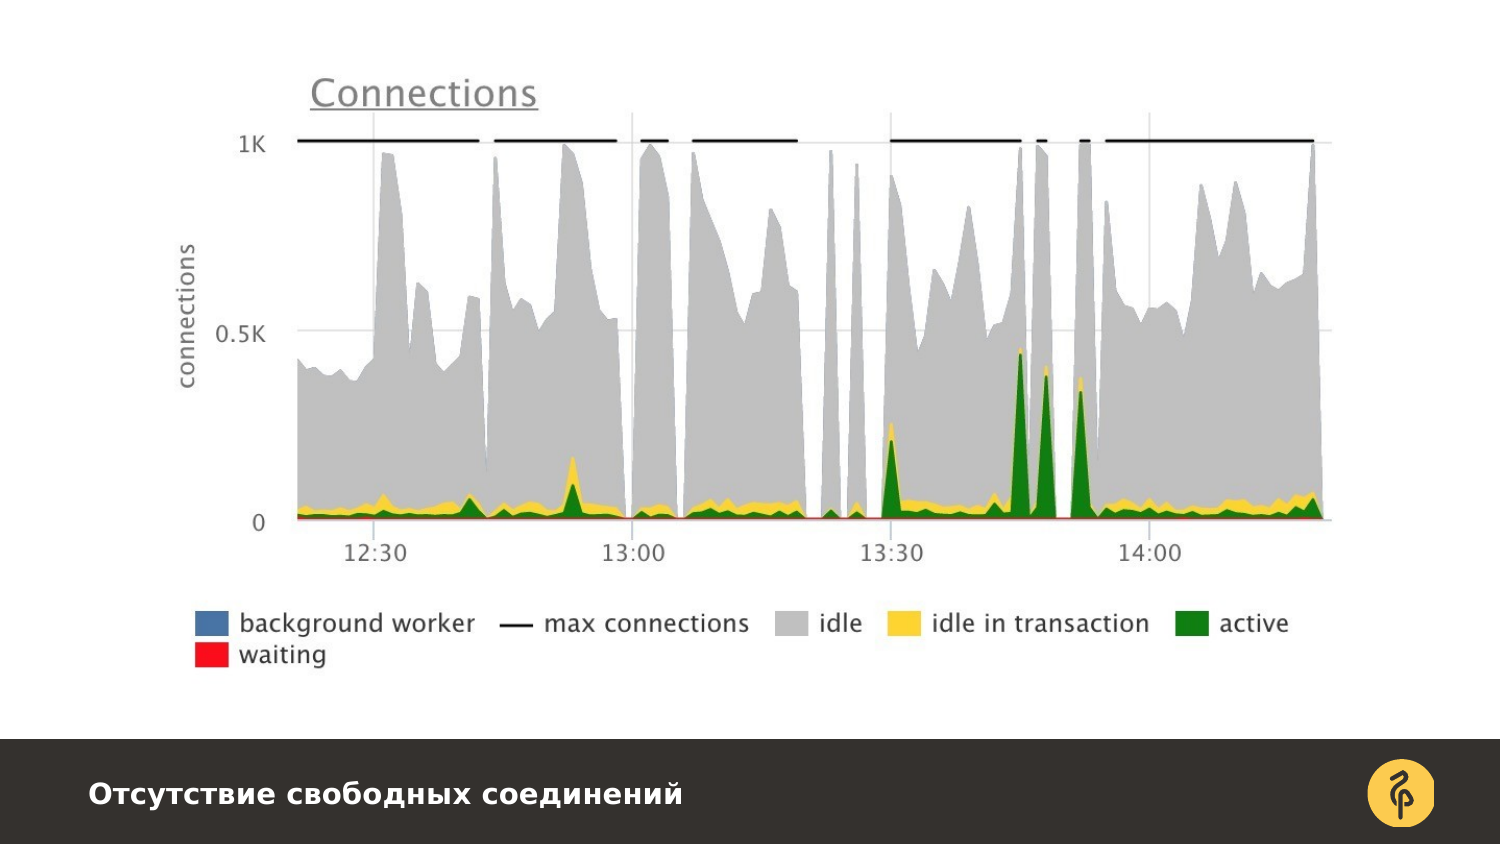 Connections
1K
0.5K
0
connections
12:30 13:00 13:30 14:00
background worker max connections idle idle in transaction active
waiting
Отсутствие свободных соединений